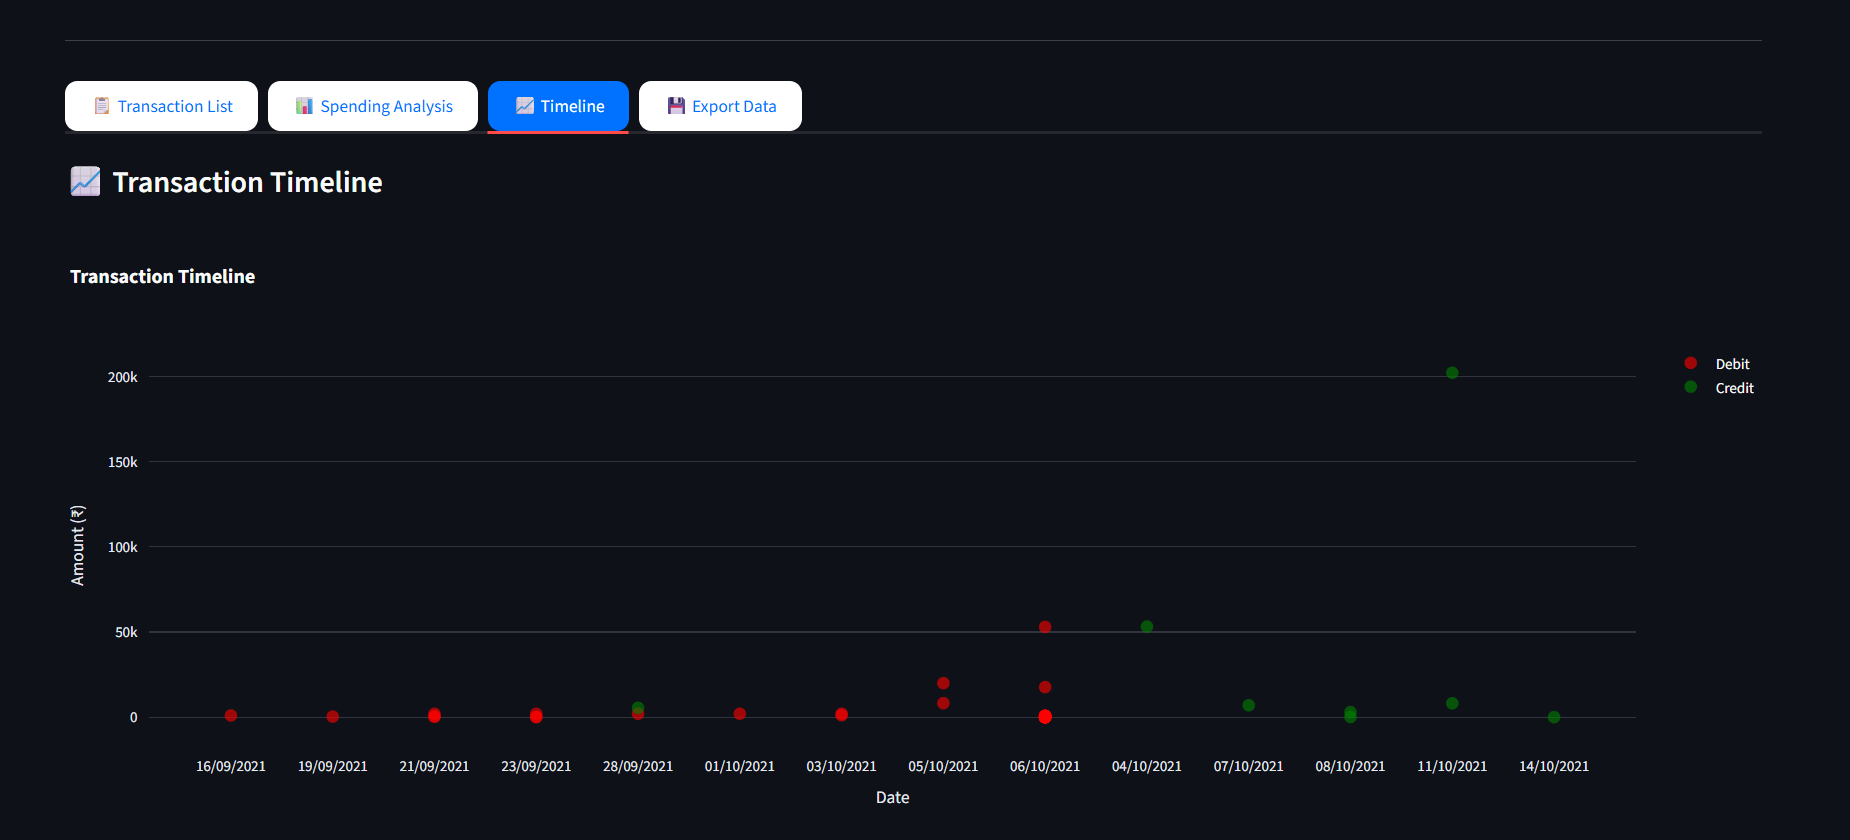 📋 Transaction List 📊 Spending Analysis 📈 Timeline 💾 Export Data
📈 Transaction Timeline
Transaction Timeline
200k
150k
100k
50k
0
Amount (₹)
16/09/2021 19/09/2021 21/09/2021 23/09/2021 28/09/2021 01/10/2021 03/10/2021 05/10/2021 06/10/2021 04/10/2021 07/10/2021 08/10/2021 11/10/2021 14/10/2021
Date
Debit
Credit